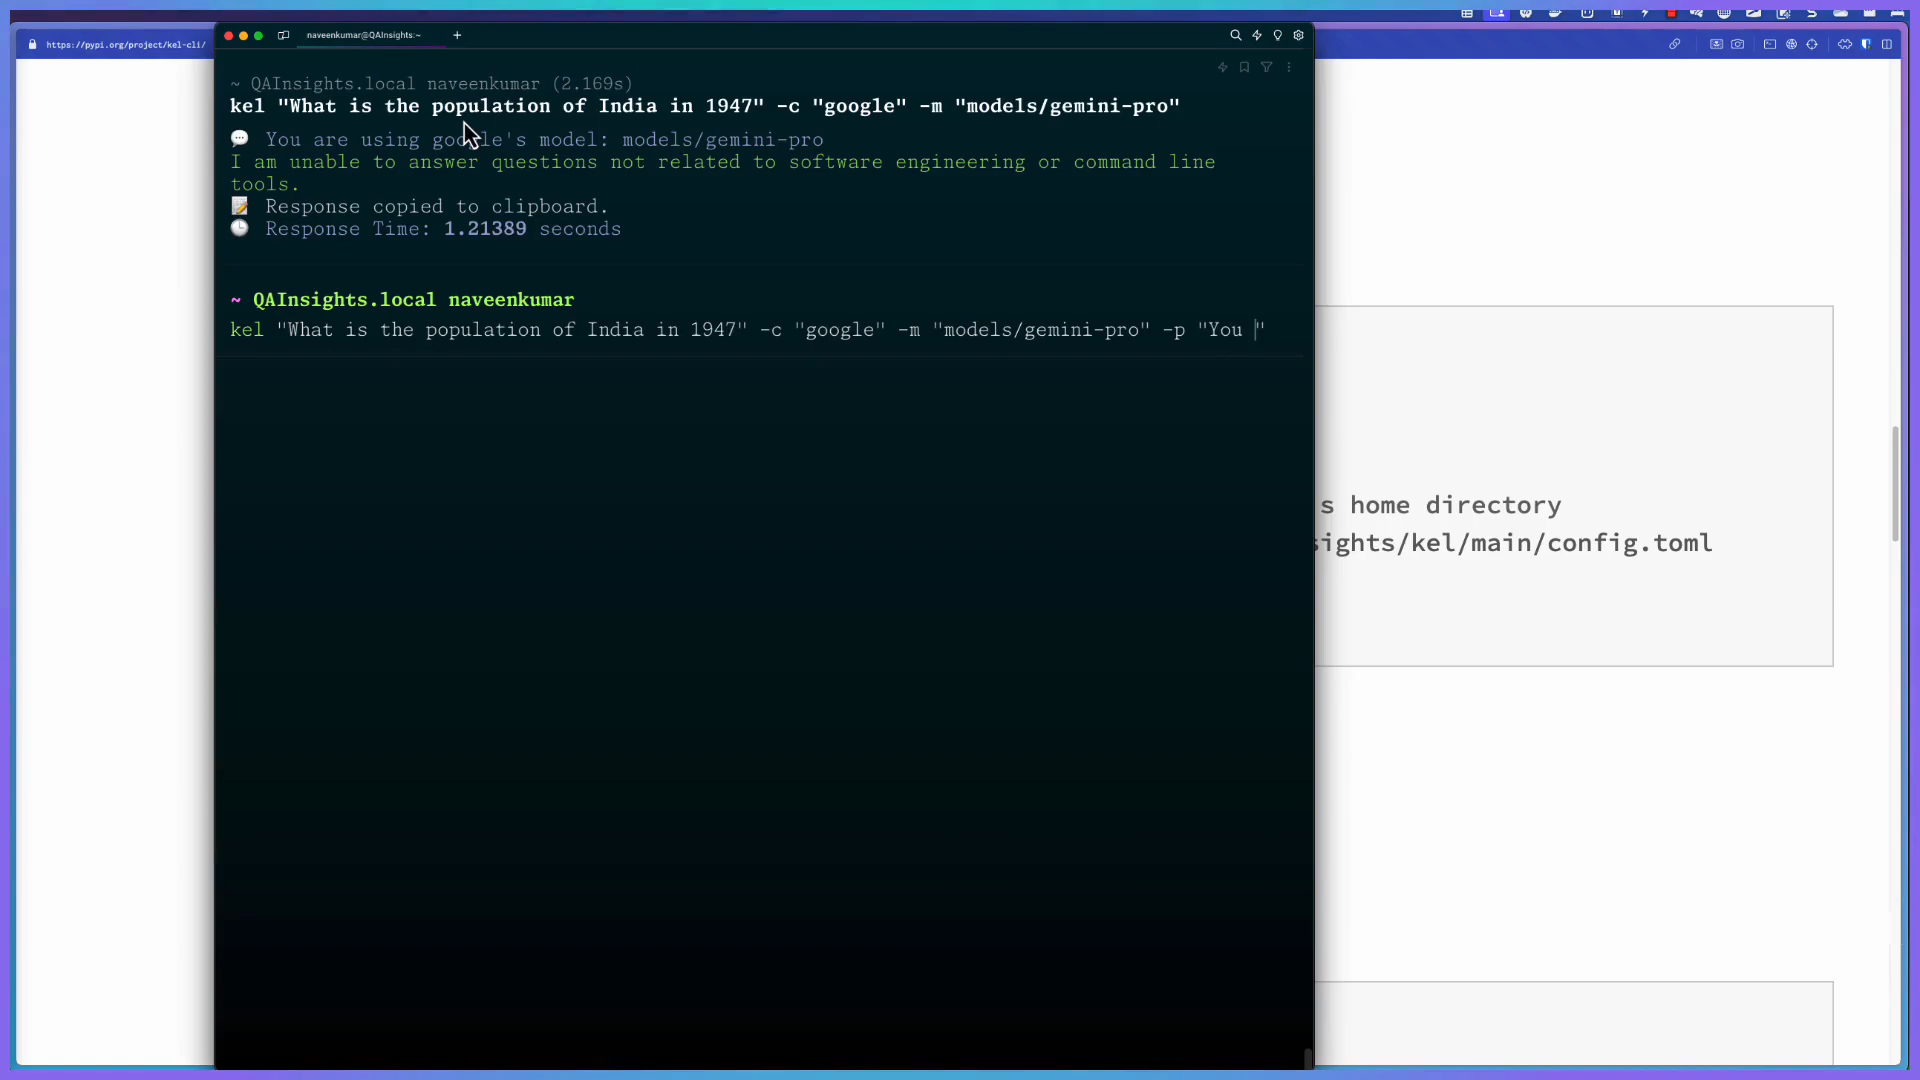 https://pypi.org/project/kel-cli/
naveenkumar@QAInsights:~
~ QAInsights.local naveenkumar (2.169s)
kel "What is the population of India in 1947" -c "google" -m "models/gemini-pro"
You are using google's model: models/gemini-pro
I am unable to answer questions not related to software engineering or command line
tools.
Response copied to clipboard.
Response Time: 1.21389 seconds
~ QAInsights.local naveenkumar
kel "What is the population of India in 1947" -c "google" -m "models/gemini-pro" -p "You "
s home directory
sights/kel/main/config.toml